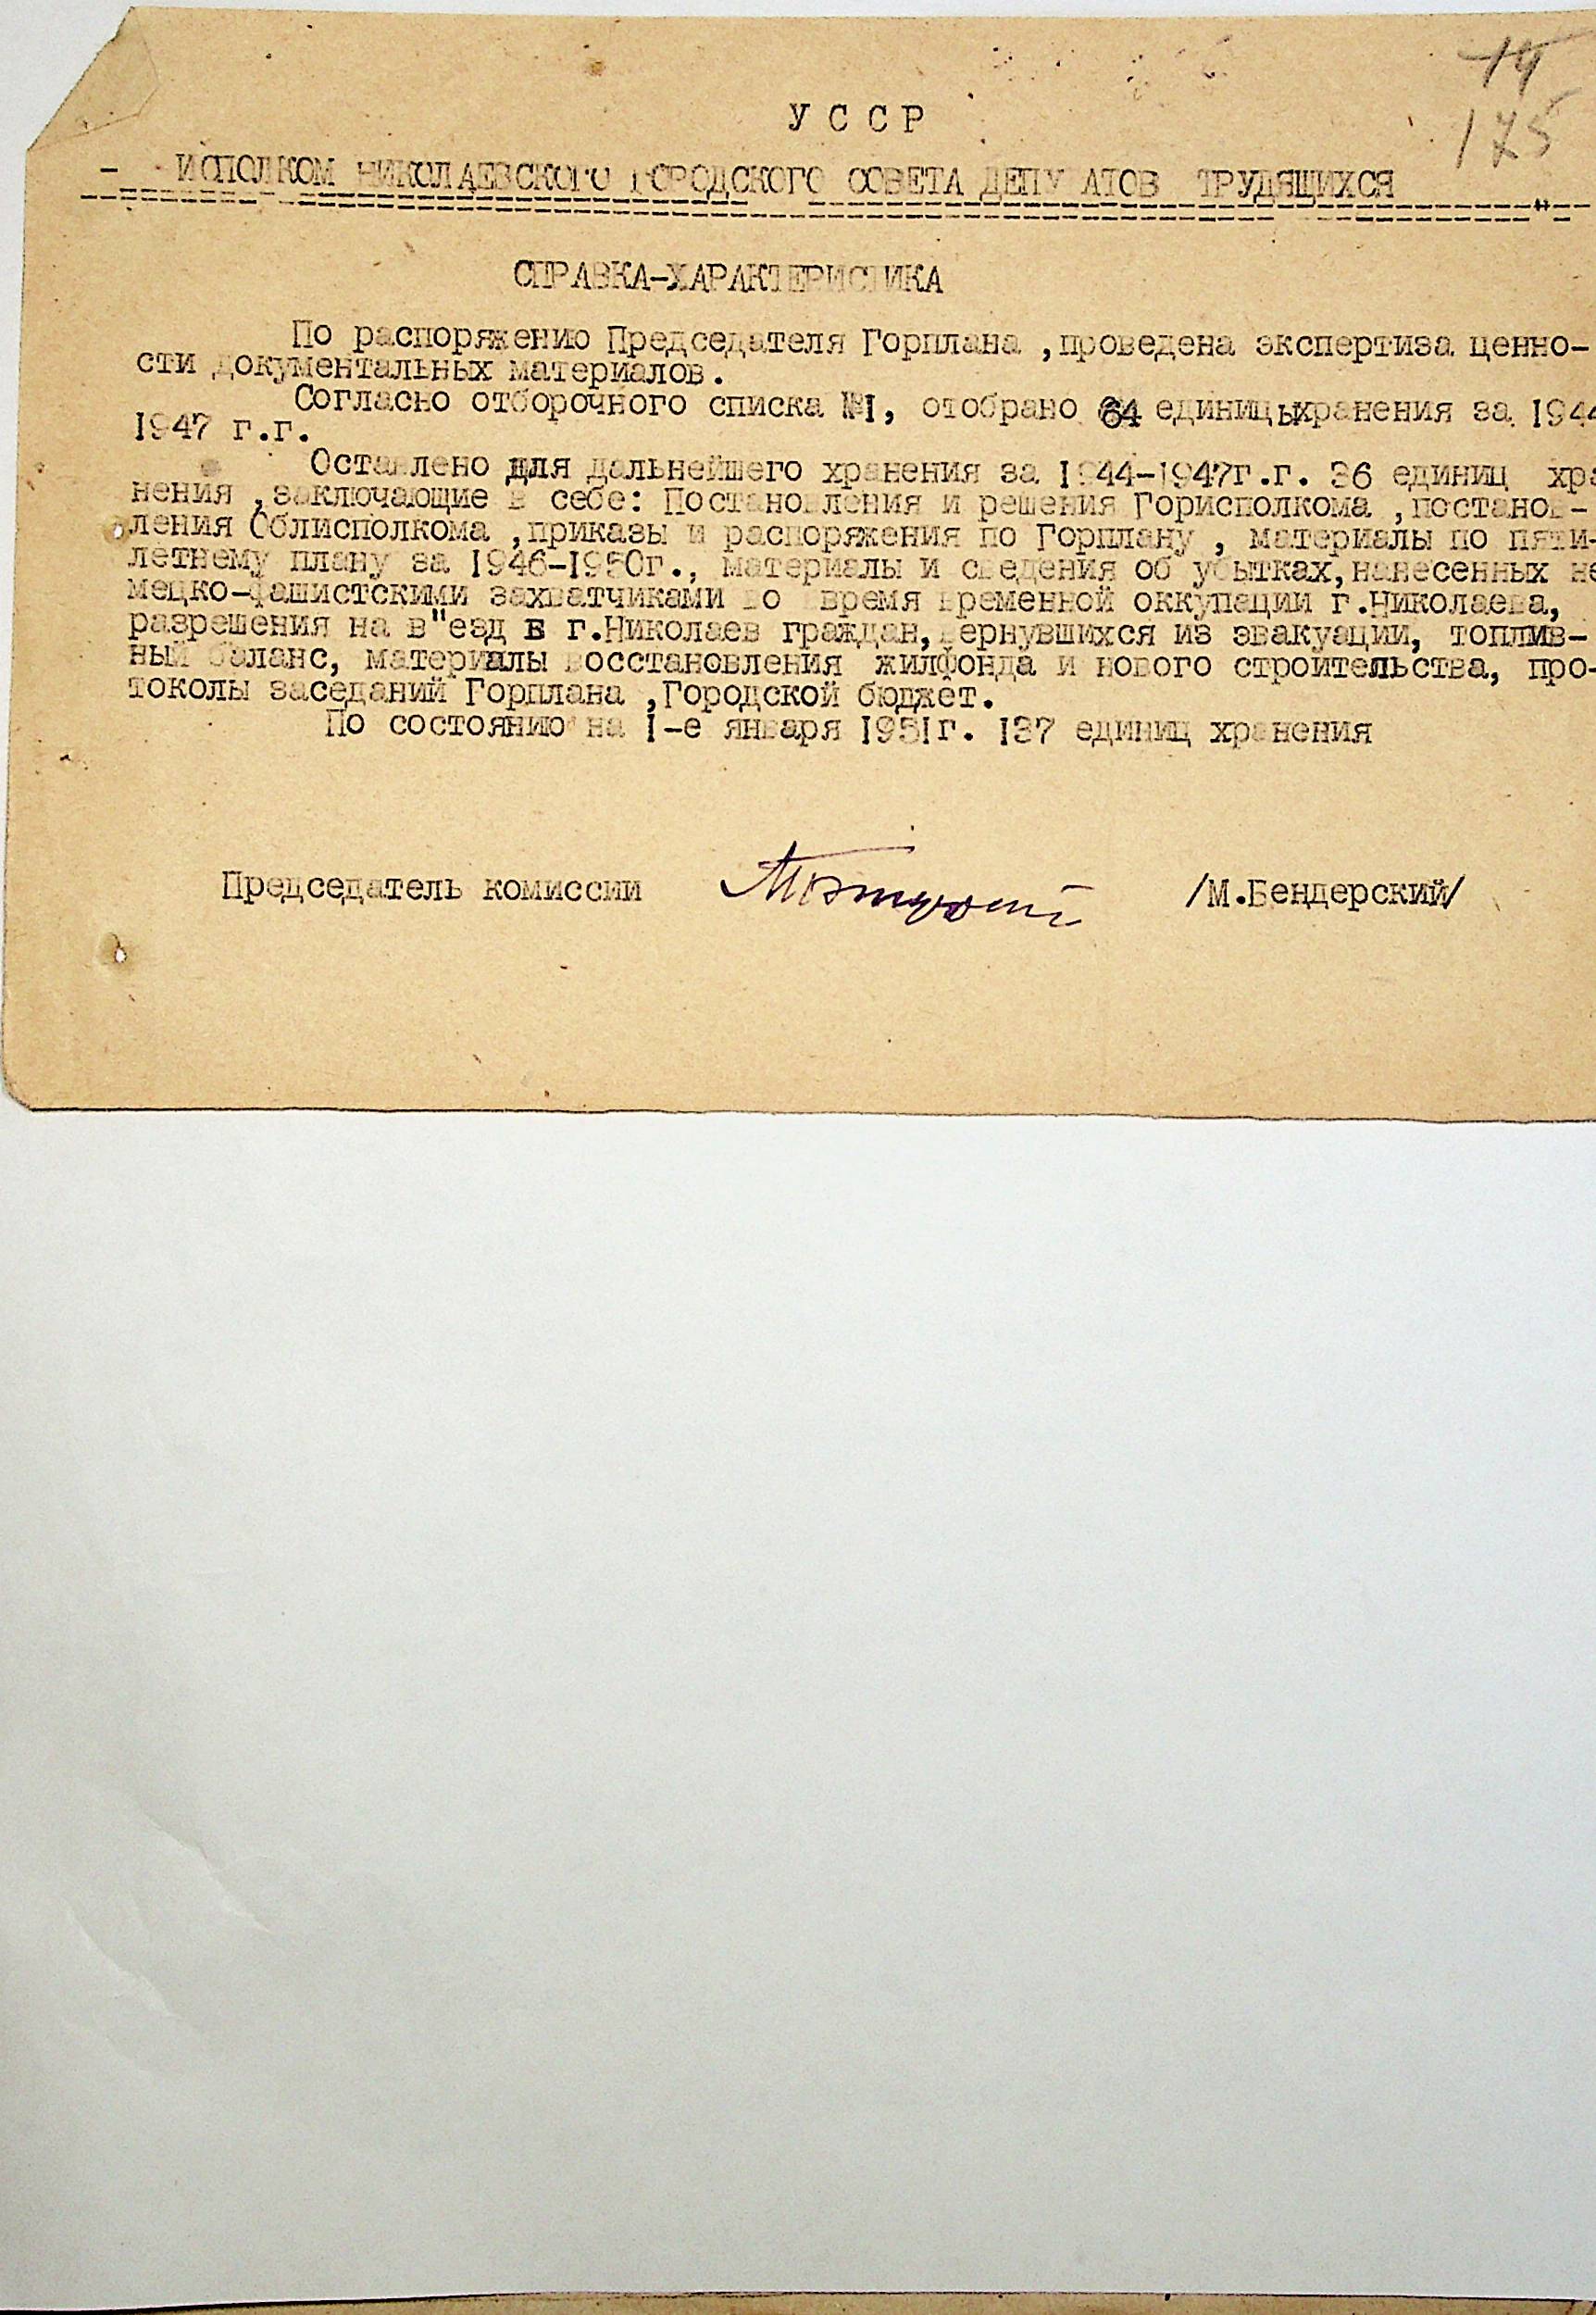 14
175
У С С Р
- ИСПОЛКОМ НИКОЛАЕВСКОГО ГОРОДСКОГО СОВЕТА ДЕПУТАТОВ ТРУДЯЩИХСЯ
СПРАВКА-ХАРАКТЕРИСТИКА
По распоряжению Председателя Горплана ,проведена экспертиза ценно-
сти документальных материалов.
Согласно отборочного списка №I, отобрано 64 единицы хранения за 1944
1947 г.г.
Оставлено для дальнейшего хранения за 1944-1947г.г. 36 единиц хра
нения ,заключающие в себе: Постановления и решения Горисполкома ,постанов-
ления Облисполкома ,приказы и распоряжения по Горплану , материалы по пяти-
летнему плану за 1946-1950г., материалы и сведения об убытках,нанесенных не
мецко-фашистскими захватчиками во время временной оккупации г.Николаева,
разрешения на в"езд в г.Николаев граждан,вернувшихся из эвакуации, топлив-
ный баланс, материалы восстановления жилфонда и нового строительства, про-
токолы заседаний Горплана ,Городской бюджет.
По состоянию на I-е января 1951г. 137 единиц хранения
Председатель комиссии /М.Бендерский/